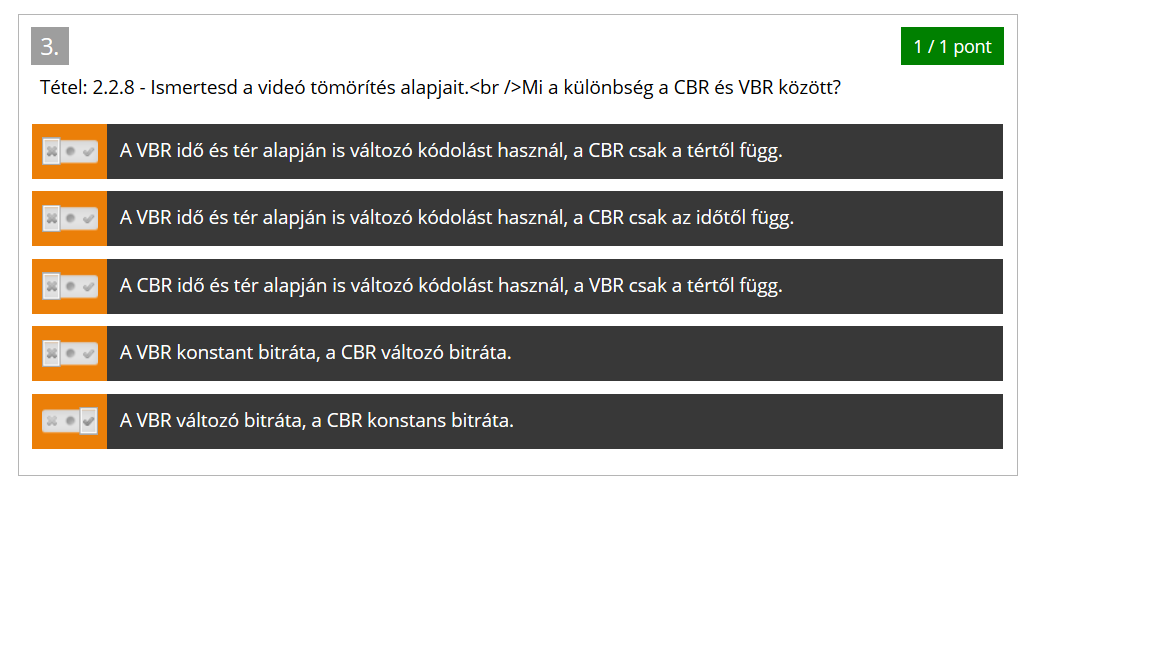 3.
1 / 1 pont
Tétel: 2.2.8 - Ismertesd a videó tömörítés alapjait.<br />Mi a különbség a CBR és VBR között?
A VBR idő és tér alapján is változó kódolást használ, a CBR csak a tértől függ.
A VBR idő és tér alapján is változó kódolást használ, a CBR csak az időtől függ.
A CBR idő és tér alapján is változó kódolást használ, a VBR csak a tértől függ.
A VBR konstant bitráta, a CBR változó bitráta.
A VBR változó bitráta, a CBR konstans bitráta.